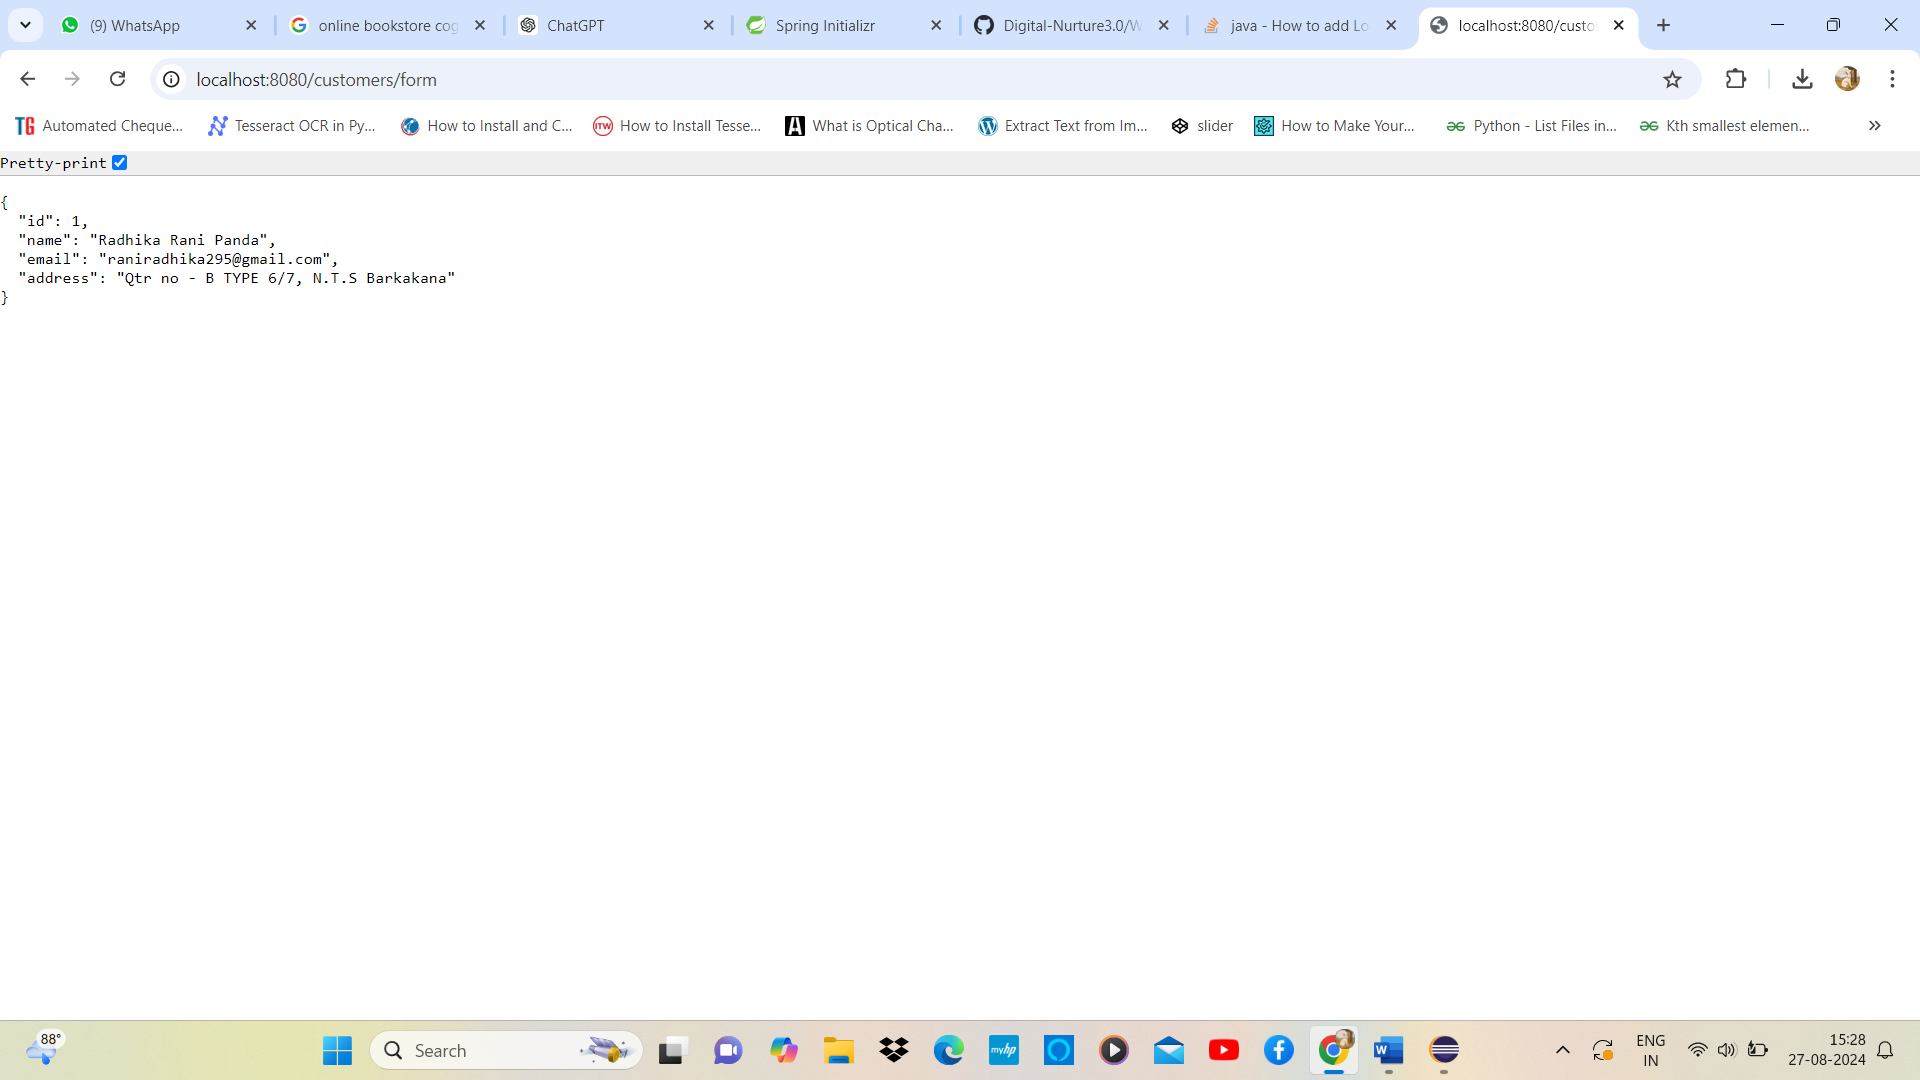 (9) WhatsApp
online bookstore cog
ChatGPT
Spring Initializr
Digital-Nurture3.0/W
java - How to add Lo
localhost:8080/custo
localhost:8080/customers/form
TG Automated Cheque...
Tesseract OCR in Py...
How to Install and C...
ITW How to Install Tesse...
A What is Optical Cha...
Extract Text from Im...
slider
How to Make Your...
Python - List Files in...
Kth smallest elemen...
Pretty-print
{
"id": 1,
"name": "Radhika Rani Panda",
"email": "raniradhika295@gmail.com",
"address": "Qtr no - B TYPE 6/7, N.T.S Barkakana"
}
88°
Search
myhp
W
ENG
IN
15:28
27-08-2024